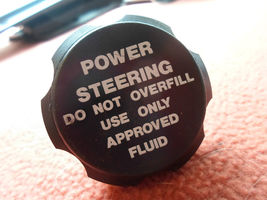 POWER
STEERING
DO NOT OVERFILL
USE ONLY
APPROVED
FLUID